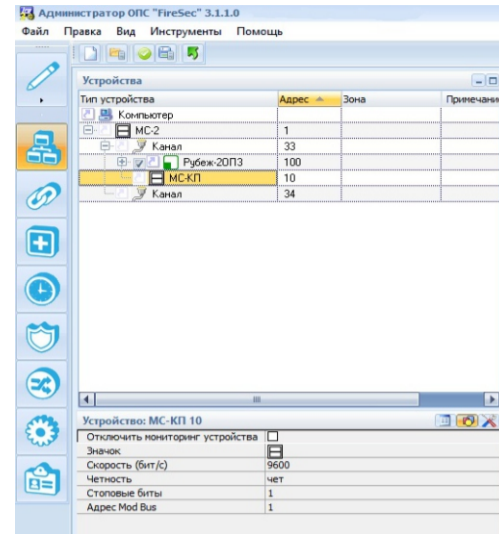 Администратор ОПС "FireSec" 3.1.1.0
Файл Правка Вид Инструменты Помощь
Устройства
Тип устройства Адрес Зона Примечани
Компьютер
МС-2 1
Канал 33
Рубеж-20П3 100
МС-КП 10
Канал 34
Устройство: МС-КП 10
Отключить мониторинг устройства
Значок
Скорость (бит/с) 9600
Четность чет
Стоповые биты 1
Адрес Mod Bus 1